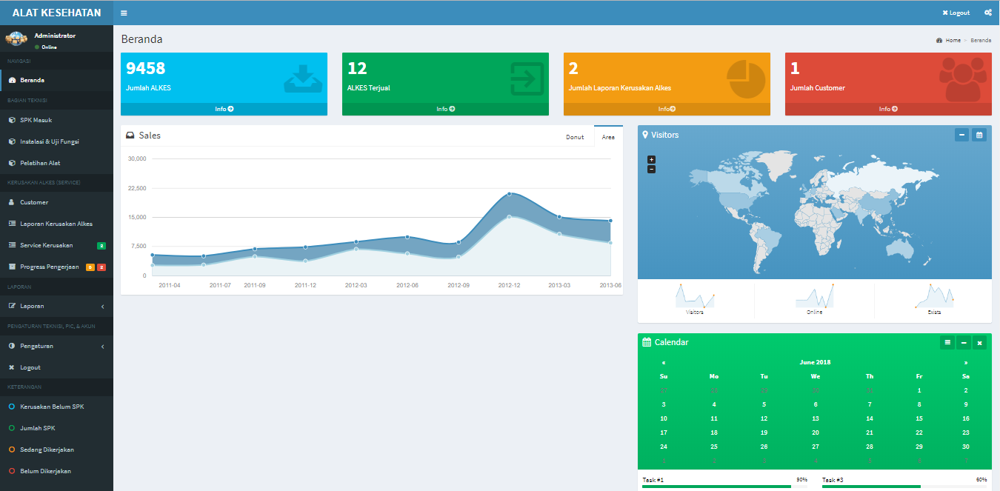 ALAT KESEHATAN
Logout
Administrator
Online
NAVIGASI
Beranda
BAGIAN TEKNISI
SPK Masuk
Instalasi & Uji Fungsi
Pelatihan Alat
KERUSAKAN ALKES (SERVICE)
Customer
Laporan Kerusakan Alkes
Service Kerusakan 2
Progress Pengerjaan 0 2
LAPORAN
Laporan
PENGATURAN TEKNISI, PIC, & AKUN
Pengaturan
Logout
KETERANGAN
Kerusakan Belum SPK
Jumlah SPK
Sedang Dikerjakan
Belum Dikerjakan
Beranda
Home > Beranda
9458
Jumlah ALKES
Info
12
ALKES Terjual
Info
2
Jumlah Laporan Kerusakan Alkes
Info
1
Jumlah Customer
Info
Sales
Donut Area
30,000
22,500
15,000
7,500
0
2011-04 2011-07 2011-09 2011-12 2012-03 2012-06 2012-09 2012-12 2013-03 2013-06
Visitors
+
−
Visitors Online Exists
Calendar
« June 2018 »
Su Mo Tu We Th Fr Sa
27 28 29 30 31 1 2
3 4 5 6 7 8 9
10 11 12 13 14 15 16
17 18 19 20 21 22 23
24 25 26 27 28 29 30
1 2 3 4 5 6 7
Task #1 90% Task #3 60%